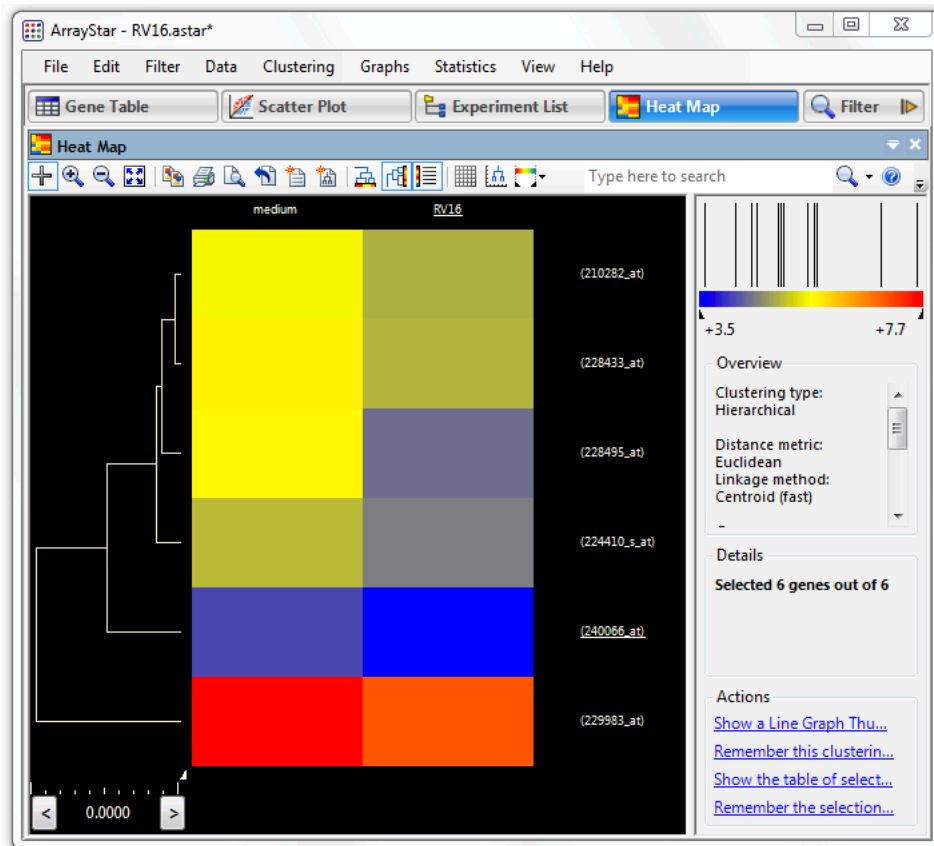 ArrayStar - RV16.astar*
File Edit Filter Data Clustering Graphs Statistics View Help
Gene Table Scatter Plot Experiment List Heat Map Filter
Heat Map
Type here to search
medium RV16
(210282_at)
(228433_at)
(228495_at)
(224410_s_at)
(240066_at)
(229983_at)
< 0.0000 >
+3.5 +7.7
Overview
Clustering type:
Hierarchical
Distance metric:
Euclidean
Linkage method:
Centroid (fast)
Details
Selected 6 genes out of 6
Actions
Show a Line Graph Thu...
Remember this clusterin...
Show the table of select...
Remember the selection...